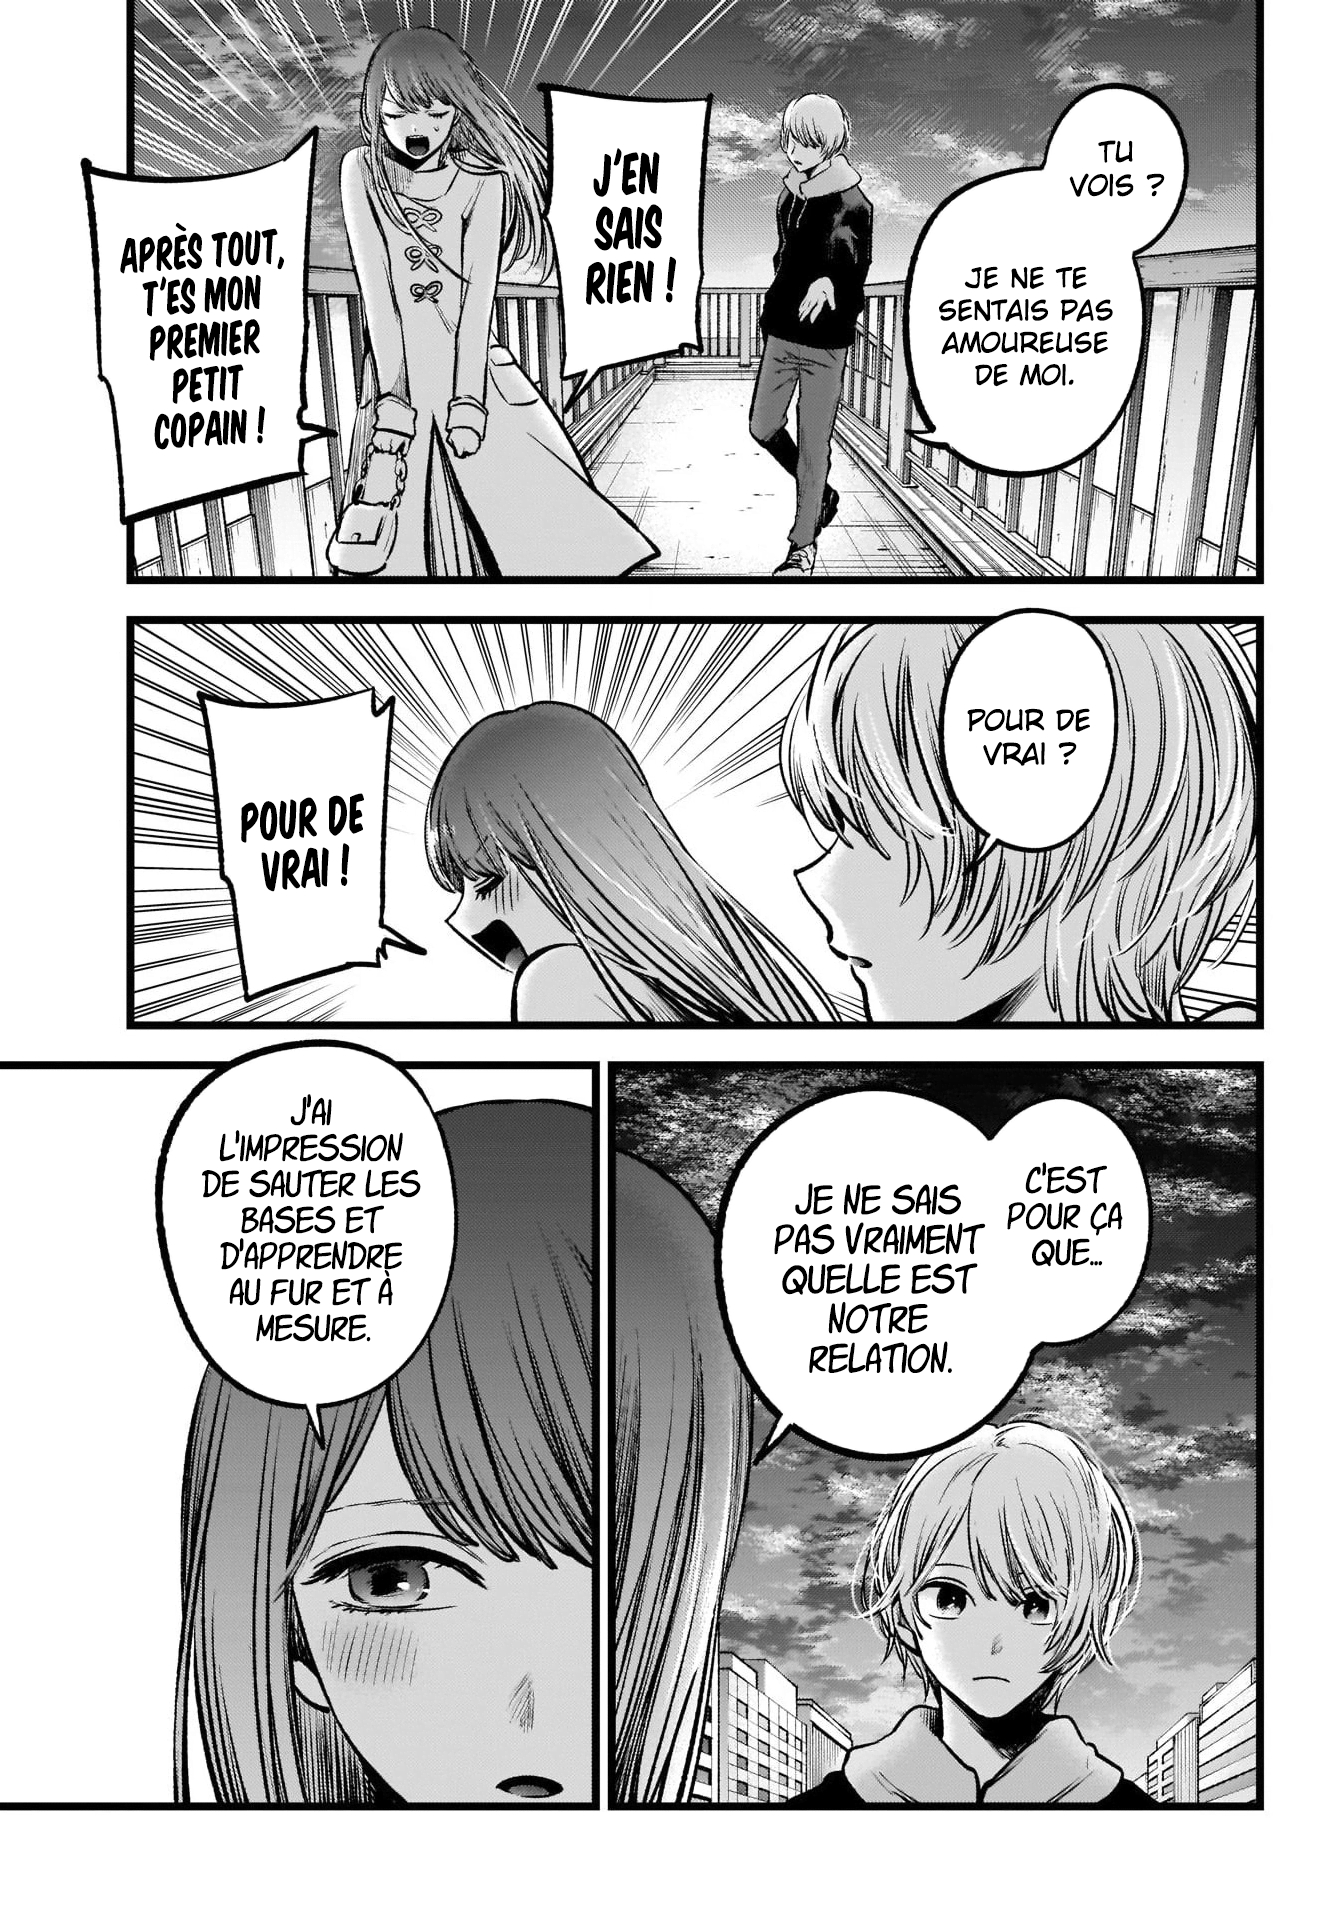 TU
VOIS ?
JE NE TE
SENTAIS PAS
AMOUREUSE
DE MOI.
J'EN
SAIS
RIEN !
APRÈS TOUT,
T'ES MON
PREMIER
PETIT
COPAIN !
POUR DE
VRAI ?
POUR DE
VRAI !
C'EST
POUR ÇA
QUE...
JE NE SAIS
PAS VRAIMENT
QUELLE EST
NOTRE
RELATION.
J'AI
L'IMPRESSION
DE SAUTER LES
BASES ET
D'APPRENDRE
AU FUR ET À
MESURE.